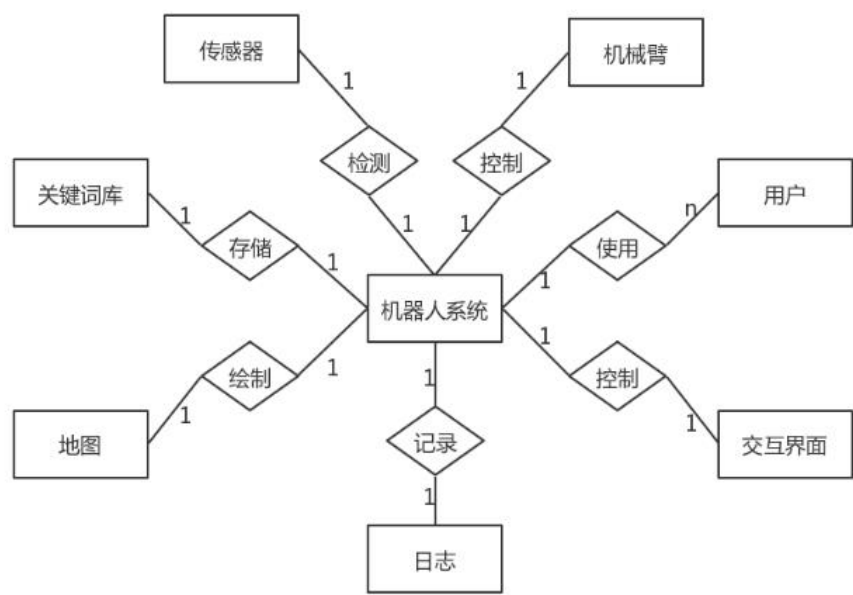 传感器
机械臂
1
1
检测
控制
关键词库
用户
1
n
1
1
存储
使用
1
1
机器人系统
1
1
绘制
控制
1
1
1
1
地图
记录
交互界面
1
日志